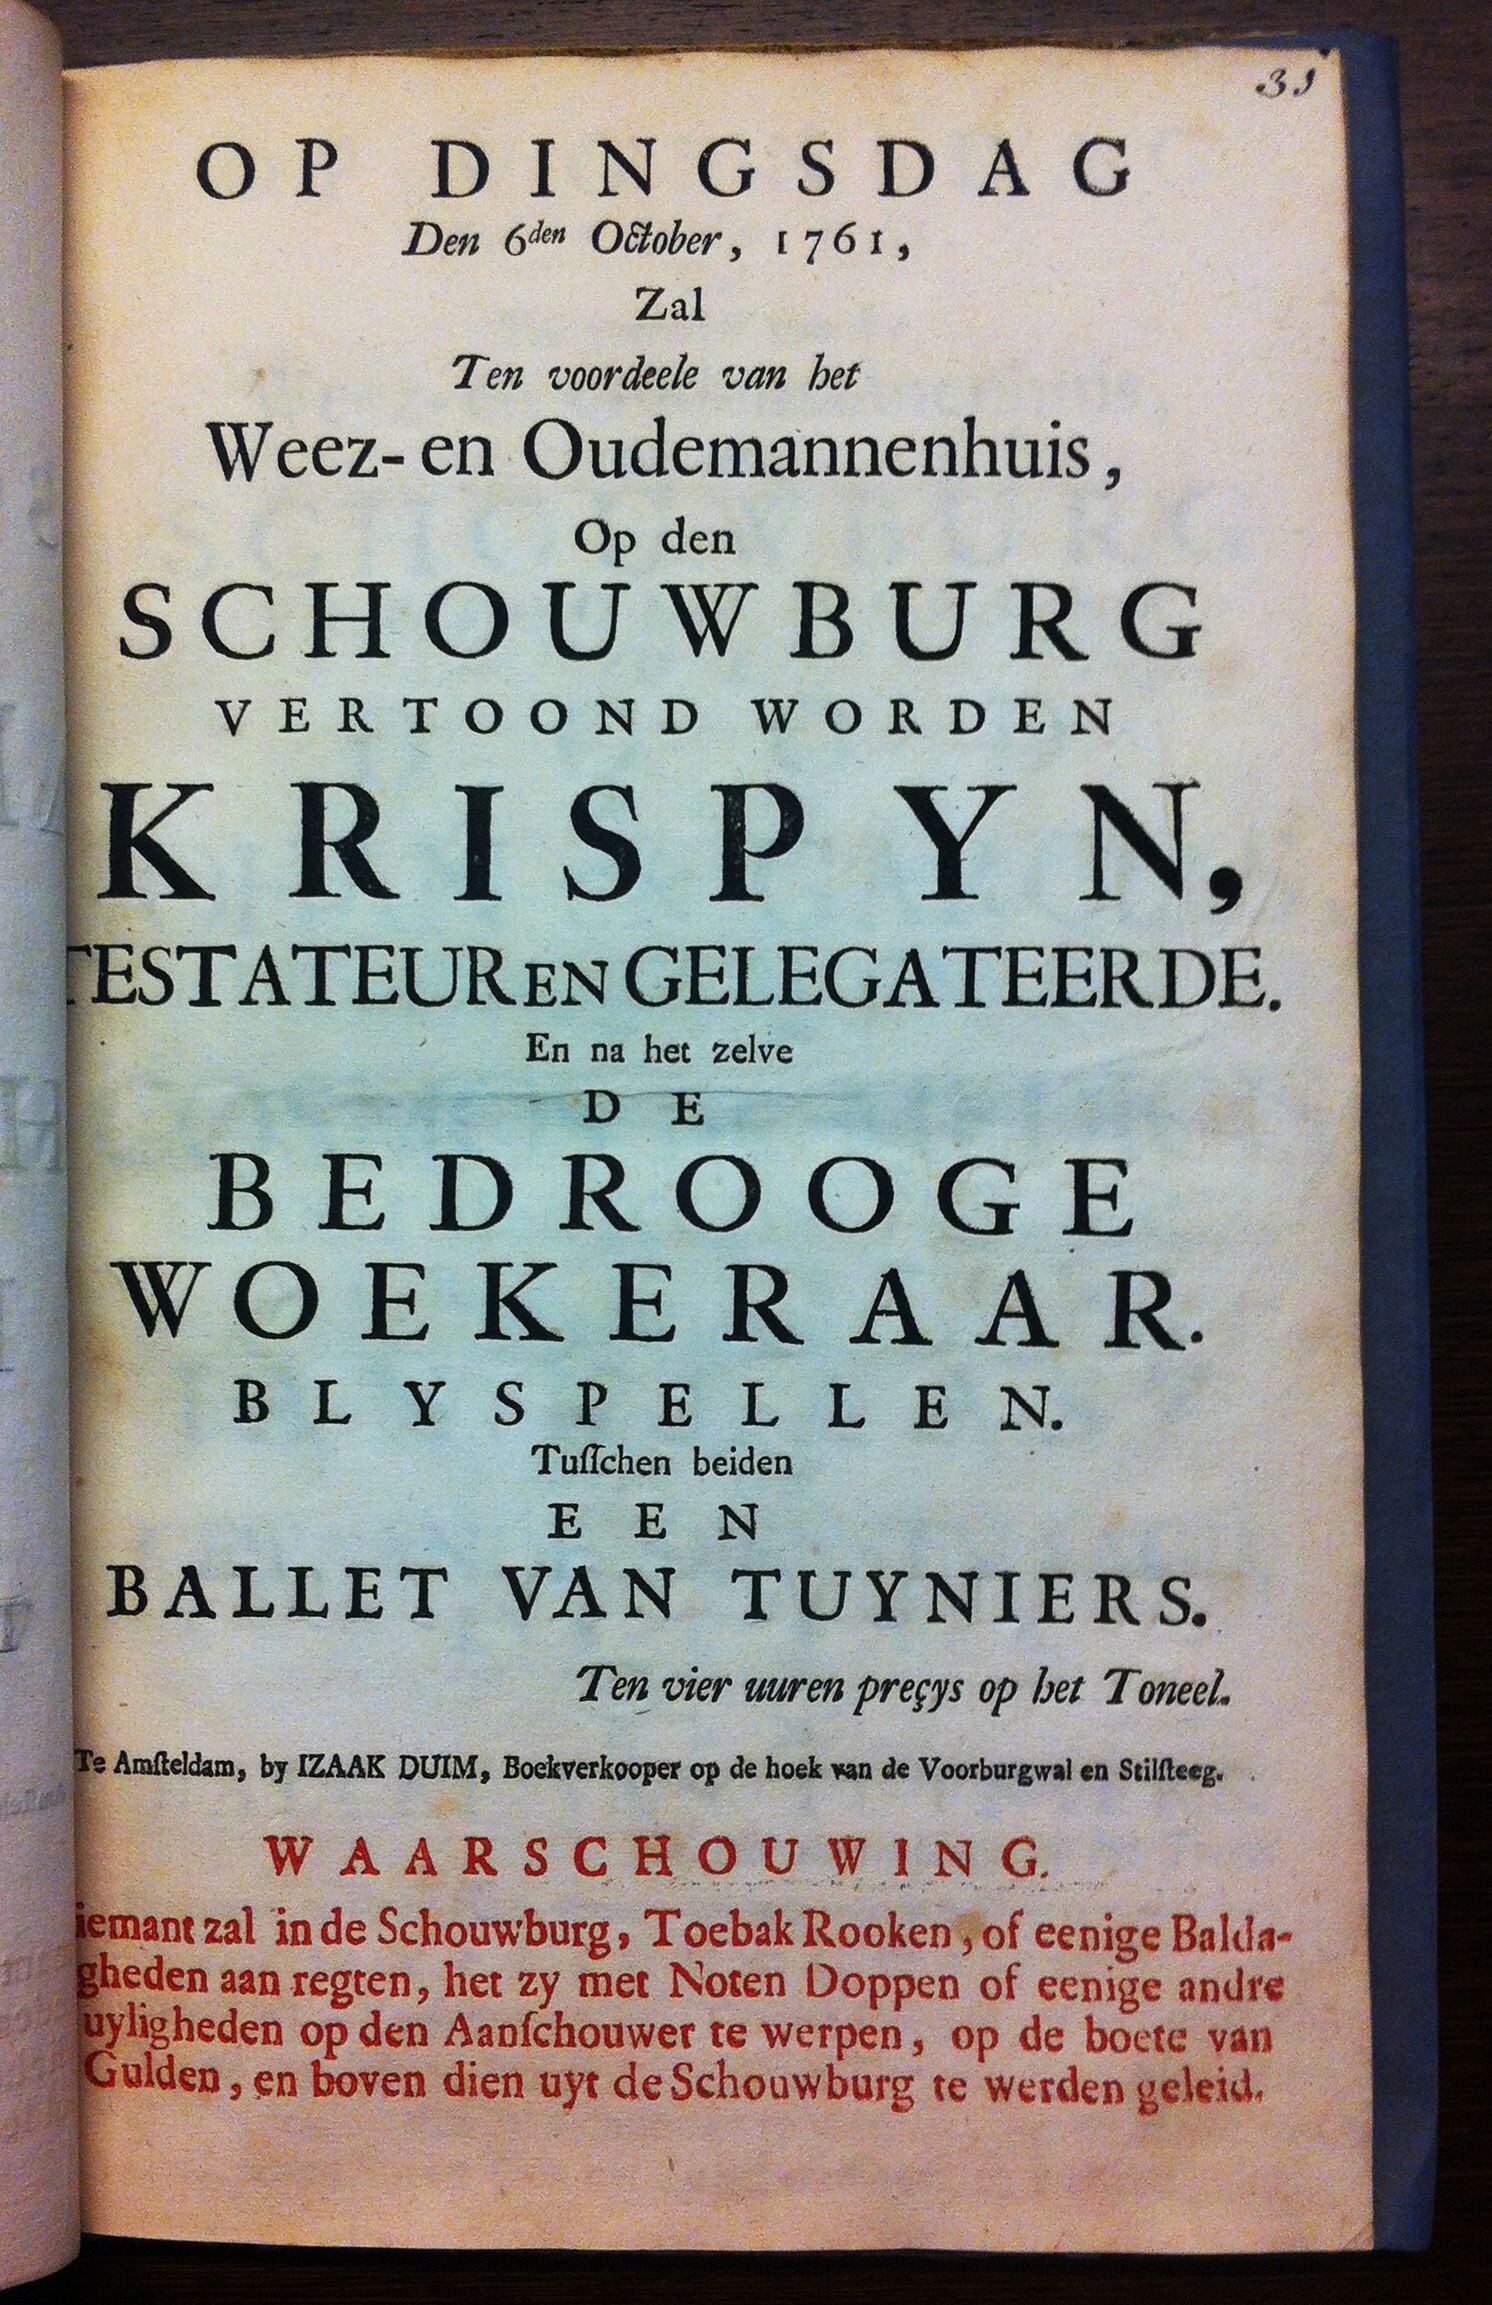 31
OP DINGSDAG
Den 6den October, 1761,
Zal
Ten voordeele van het
Weez- en Oudemannenhuis,
Op den
SCHOUWBURG
VERTOOND WORDEN
KRISPYN,
TESTATEUR EN GELEGATEERDE.
En na het zelve
DE
BEDROOGE
WOEKERAAR.
BLYSPELLEN.
Tuſſchen beiden
EEN
BALLET VAN TUYNIERS.
Ten vier uuren preçys op het Toneel.
Te Amſteldam, by IZAAK DUIM, Boekverkooper op de hoek van de Voorburgwal en Stilſteeg.
WAARSCHOUWING.
iemant zal in de Schouwburg, Toebak Rooken, of eenige Balda-
gheden aan regten, het zy met Noten Doppen of eenige andre
uyligheden op den Aanſchouwer te werpen, op de boete van
Gulden, en boven dien uyt de Schouwburg te werden geleid.